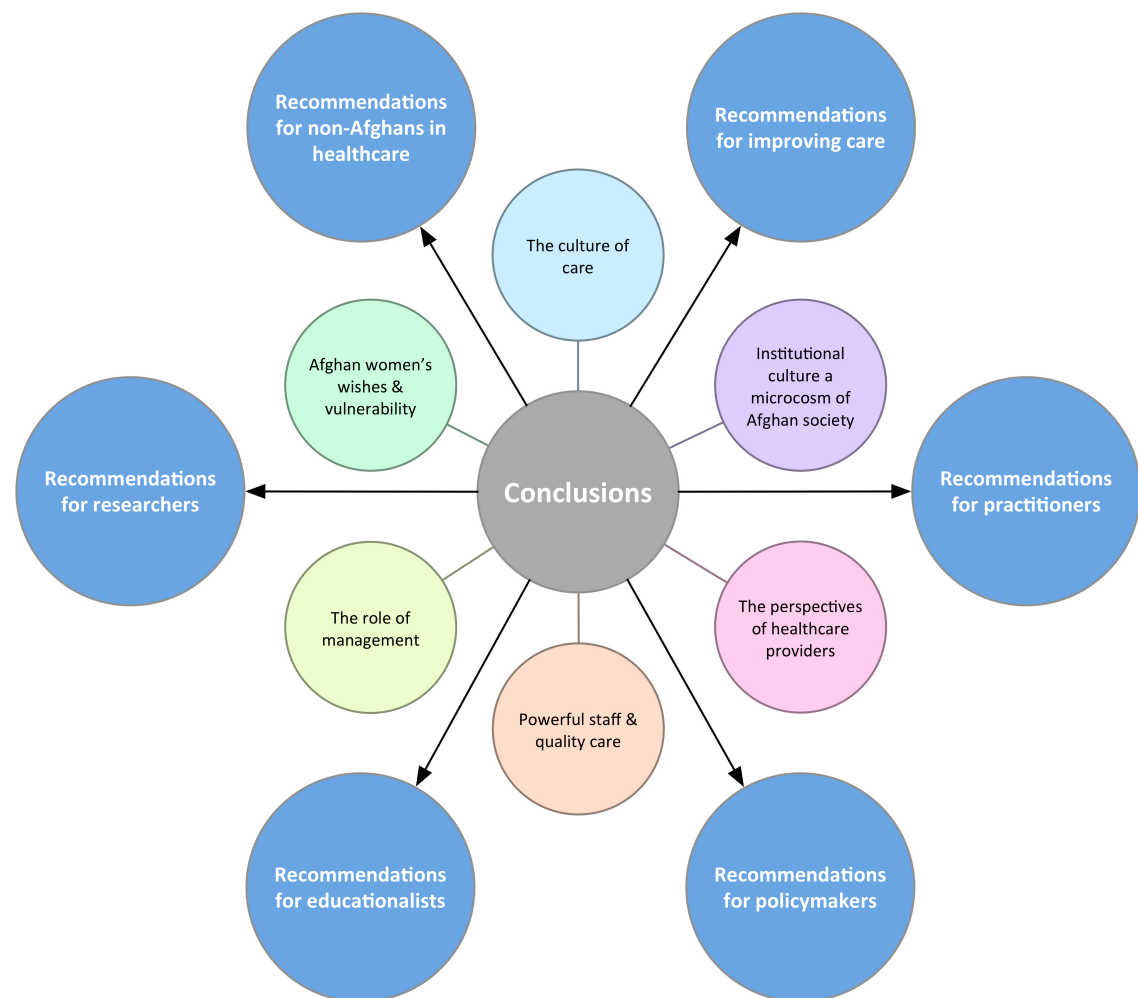 Recommendations
for non-Afghans in
healthcare
Recommendations
for improving care
The culture of
care
Afghan women’s
wishes &
vulnerability
Institutional
culture a
microcosm of
Afghan society
Recommendations
for researchers
Conclusions
Recommendations
for practitioners
The role of
management
The perspectives
of healthcare
providers
Powerful staff &
quality care
Recommendations
for educationalists
Recommendations
for policymakers